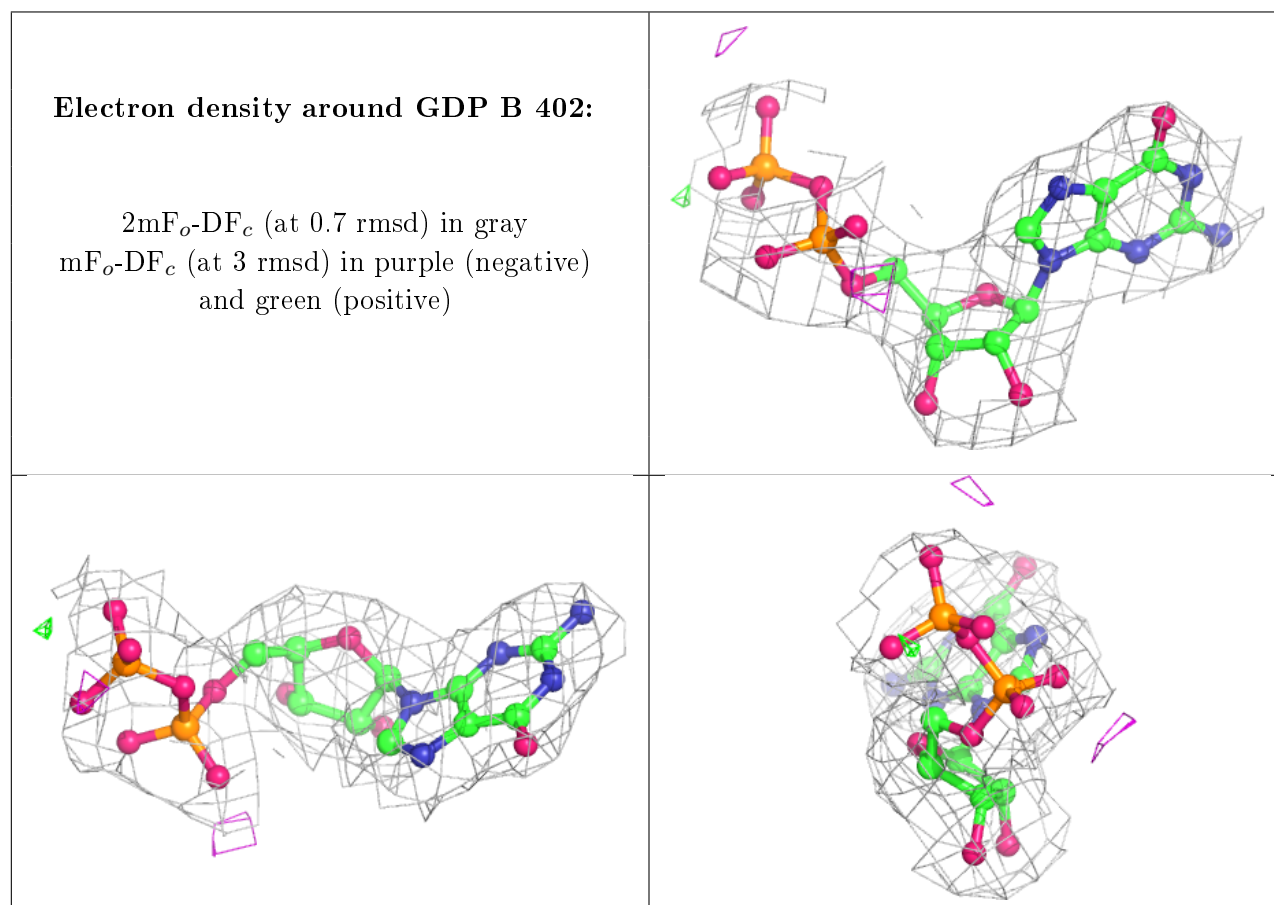 Electron density around GDP B 402:
2mFₒ-DF𝒸 (at 0.7 rmsd) in gray
mFₒ-DF𝒸 (at 3 rmsd) in purple (negative)
and green (positive)